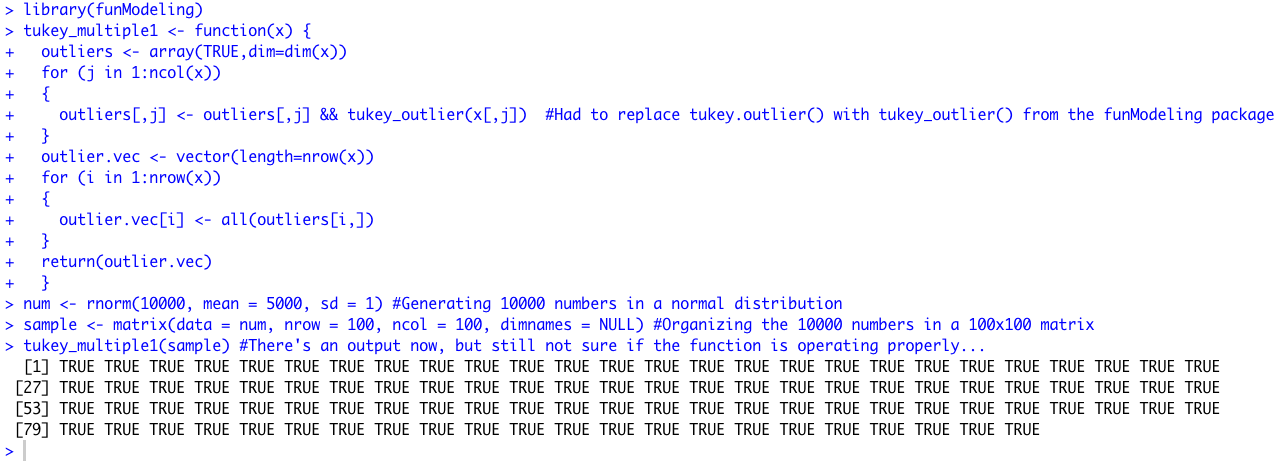 > library(funModeling)
> tukey_multiple1 <- function(x) {
+   outliers <- array(TRUE,dim=dim(x))
+   for (j in 1:ncol(x))
+   {
+     outliers[,j] <- outliers[,j] && tukey_outlier(x[,j])  #Had to replace tukey.outlier() with tukey_outlier() from the funModeling package
+   }
+   outlier.vec <- vector(length=nrow(x))
+   for (i in 1:nrow(x))
+   {
+     outlier.vec[i] <- all(outliers[i,])
+   }
+   return(outlier.vec)
+   }
> num <- rnorm(10000, mean = 5000, sd = 1) #Generating 10000 numbers in a normal distribution
> sample <- matrix(data = num, nrow = 100, ncol = 100, dimnames = NULL) #Organizing the 10000 numbers in a 100x100 matrix
> tukey_multiple1(sample) #There's an output now, but still not sure if the function is operating properly...
  [1] TRUE TRUE TRUE TRUE TRUE TRUE TRUE TRUE TRUE TRUE TRUE TRUE TRUE TRUE TRUE TRUE TRUE TRUE TRUE TRUE TRUE TRUE TRUE TRUE TRUE TRUE
 [27] TRUE TRUE TRUE TRUE TRUE TRUE TRUE TRUE TRUE TRUE TRUE TRUE TRUE TRUE TRUE TRUE TRUE TRUE TRUE TRUE TRUE TRUE TRUE TRUE TRUE TRUE
 [53] TRUE TRUE TRUE TRUE TRUE TRUE TRUE TRUE TRUE TRUE TRUE TRUE TRUE TRUE TRUE TRUE TRUE TRUE TRUE TRUE TRUE TRUE TRUE TRUE TRUE TRUE
 [79] TRUE TRUE TRUE TRUE TRUE TRUE TRUE TRUE TRUE TRUE TRUE TRUE TRUE TRUE TRUE TRUE TRUE TRUE TRUE TRUE TRUE TRUE
>